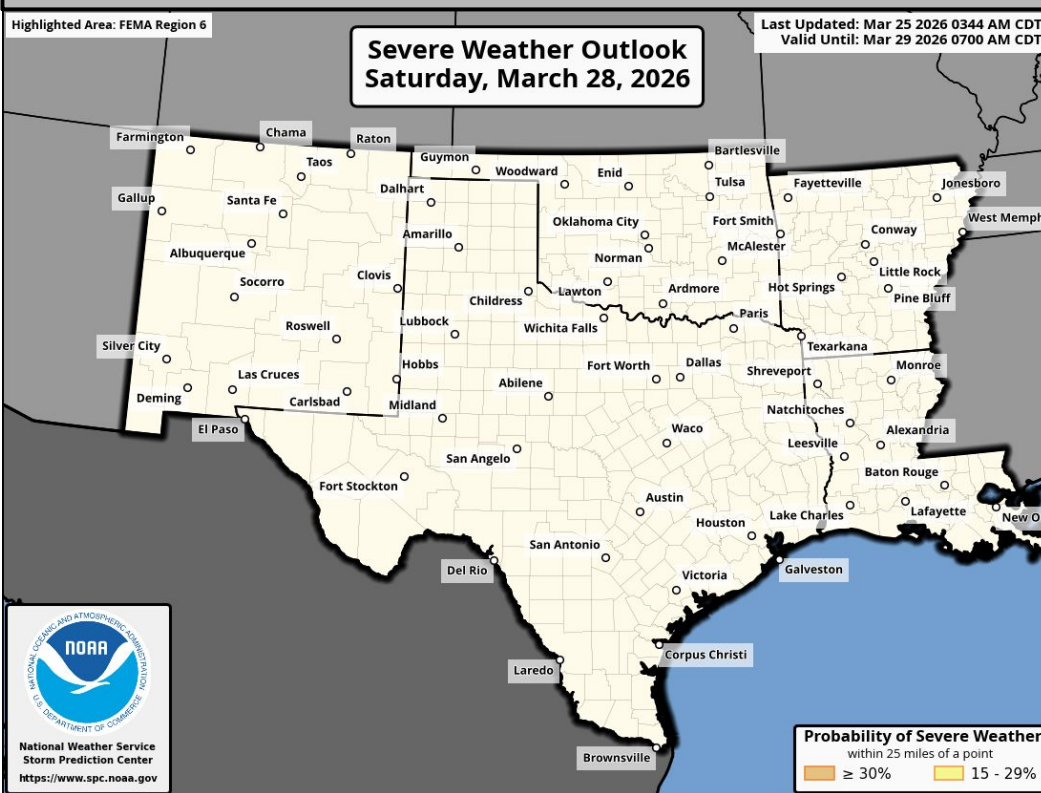 Highlighted Area: FEMA Region 6
Last Updated: Mar 25 2026 0344 AM CDT
Valid Until: Mar 29 2026 0700 AM CDT
Severe Weather Outlook
Saturday, March 28, 2026
Farmington
Chama
Raton
Taos
Guymon
Woodward
Enid
Bartlesville
Tulsa
Fayetteville
Jonesboro
Gallup
Santa Fe
Dalhart
Oklahoma City
Fort Smith
West Memph
Albuquerque
Amarillo
Norman
McAlester
Conway
Socorro
Clovis
Childress
Lawton
Ardmore
Hot Springs
Little Rock
Pine Bluff
Roswell
Lubbock
Wichita Falls
Paris
Texarkana
Silver City
Hobbs
Fort Worth
Dallas
Shreveport
Monroe
Deming
Las Cruces
Carlsbad
Midland
Abilene
Natchitoches
El Paso
Waco
Leesville
Alexandria
San Angelo
Fort Stockton
Baton Rouge
Austin
Houston
Lake Charles
Lafayette
New O
San Antonio
Del Rio
Galveston
Victoria
Laredo
Corpus Christi
Brownsville
NATIONAL OCEANIC AND ATMOSPHERIC ADMINISTRATION
NOAA
U.S. DEPARTMENT OF COMMERCE
National Weather Service
Storm Prediction Center
https://www.spc.noaa.gov
Probability of Severe Weather
within 25 miles of a point
≥ 30%
15 - 29%